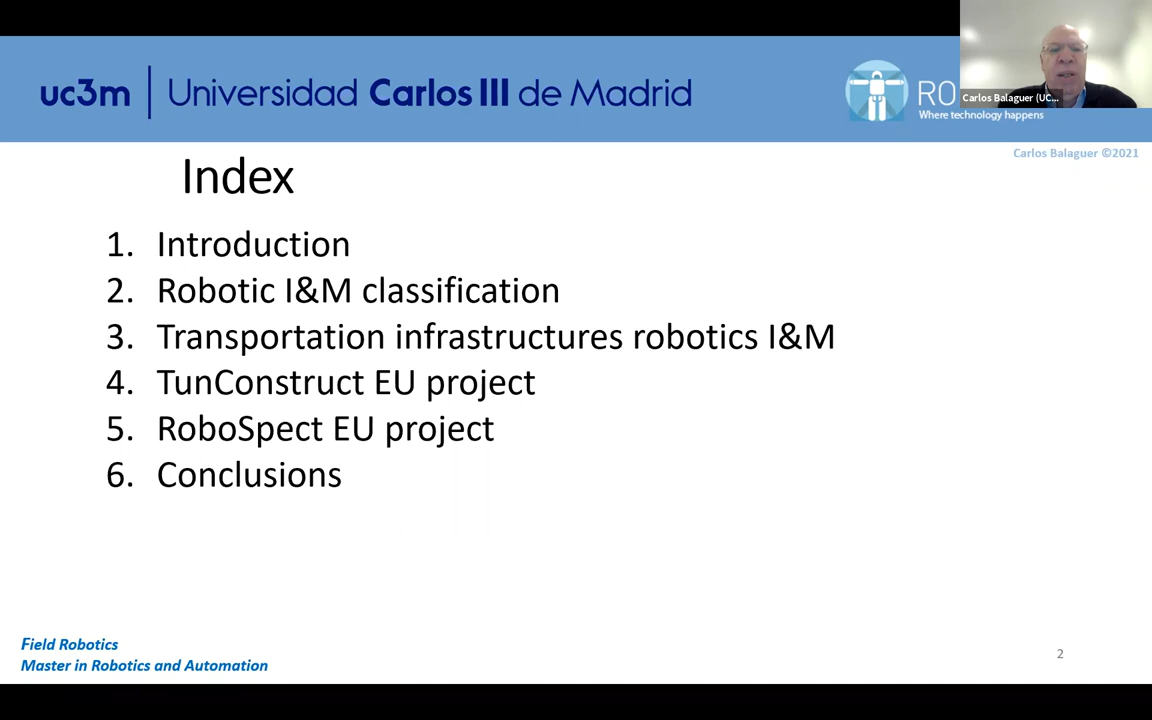 uc3m | Universidad Carlos III de Madrid
RO
Where technology happens
Carlos Balaguer (UC...
Carlos Balaguer ©2021
Index
1. Introduction
2. Robotic I&M classification
3. Transportation infrastructures robotics I&M
4. TunConstruct EU project
5. RoboSpect EU project
6. Conclusions
Field Robotics
Master in Robotics and Automation
2